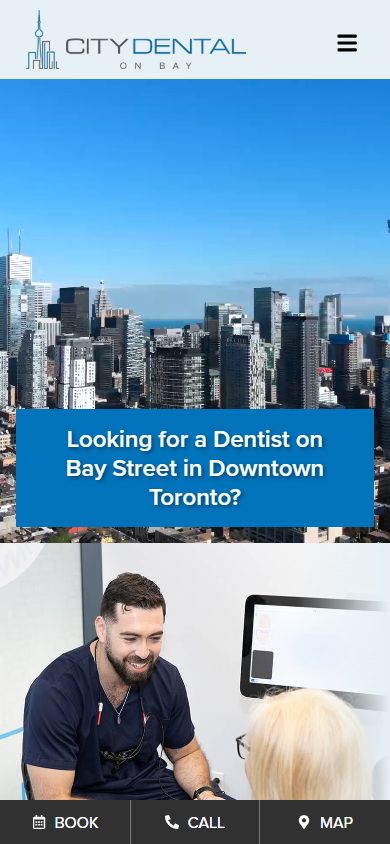 CITY DENTAL
ON BAY
Looking for a Dentist on
Bay Street in Downtown
Toronto?
BOOK
CALL
MAP